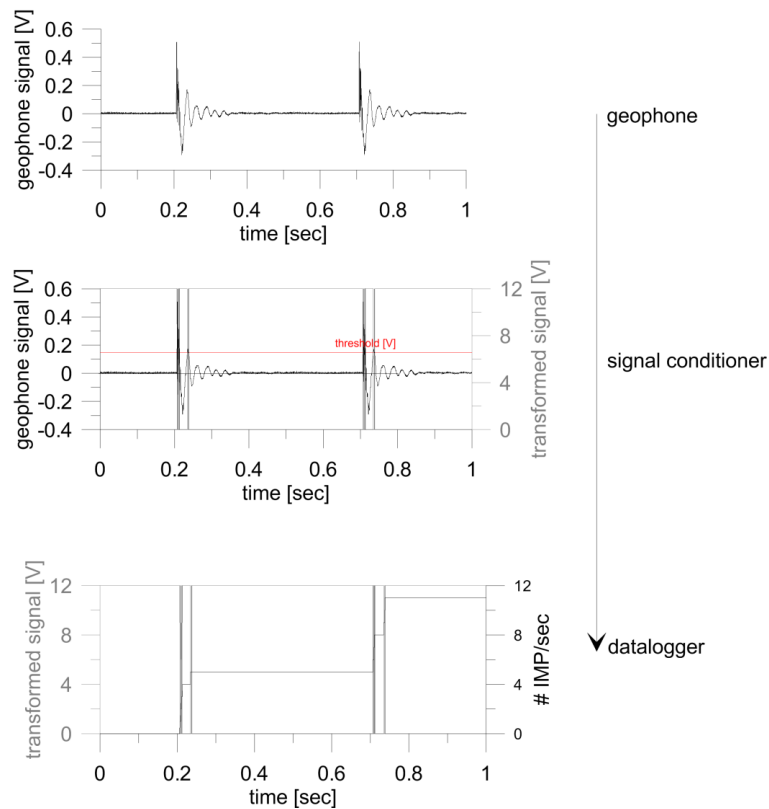 geophone signal [V]
0.6
0.4
0.2
0
-0.2
-0.4
0 0.2 0.4 0.6 0.8 1
time [sec]
geophone
geophone signal [V]
0.6
0.4
0.2
0
-0.2
-0.4
threshold [V]
12
8
4
0
transformed signal [V]
0 0.2 0.4 0.6 0.8 1
time [sec]
signal conditioner
transformed signal [V]
12
8
4
0
12
8
4
0
# IMP/sec
0 0.2 0.4 0.6 0.8 1
time [sec]
datalogger